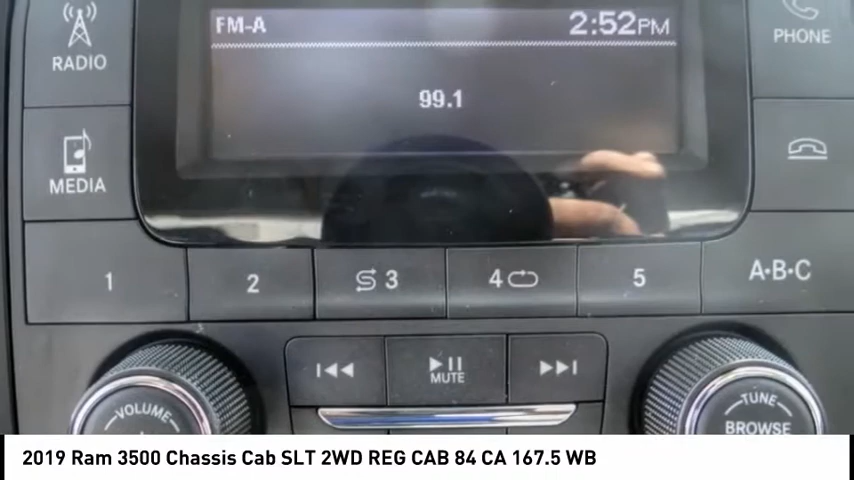 FM-A 2:52PM
RADIO
PHONE
99.1
MEDIA
1 2 3 4 5 A·B·C
MUTE
VOLUME
TUNE
BROWSE
2019 Ram 3500 Chassis Cab SLT 2WD REG CAB 84 CA 167.5 WB